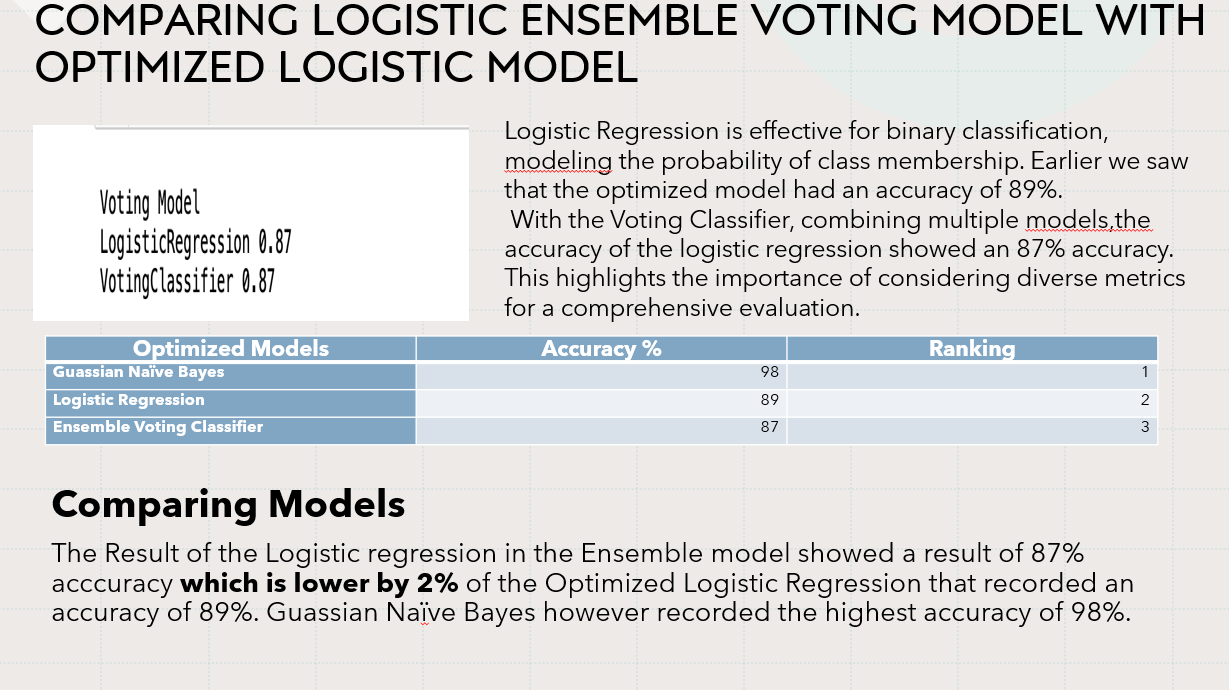 COMPARING LOGISTIC ENSEMBLE VOTING MODEL WITH
OPTIMIZED LOGISTIC MODEL
Voting Model
LogisticRegression 0.87
VotingClassifier 0.87
Logistic Regression is effective for binary classification,
modeling the probability of class membership. Earlier we saw
that the optimized model had an accuracy of 89%.
With the Voting Classifier, combining multiple models,the
accuracy of the logistic regression showed an 87% accuracy.
This highlights the importance of considering diverse metrics
for a comprehensive evaluation.
Optimized Models Accuracy % Ranking
Guassian Naïve Bayes 98 1
Logistic Regression 89 2
Ensemble Voting Classifier 87 3
Comparing Models
The Result of the Logistic regression in the Ensemble model showed a result of 87%
acccuracy which is lower by 2% of the Optimized Logistic Regression that recorded an
accuracy of 89%. Guassian Naïve Bayes however recorded the highest accuracy of 98%.